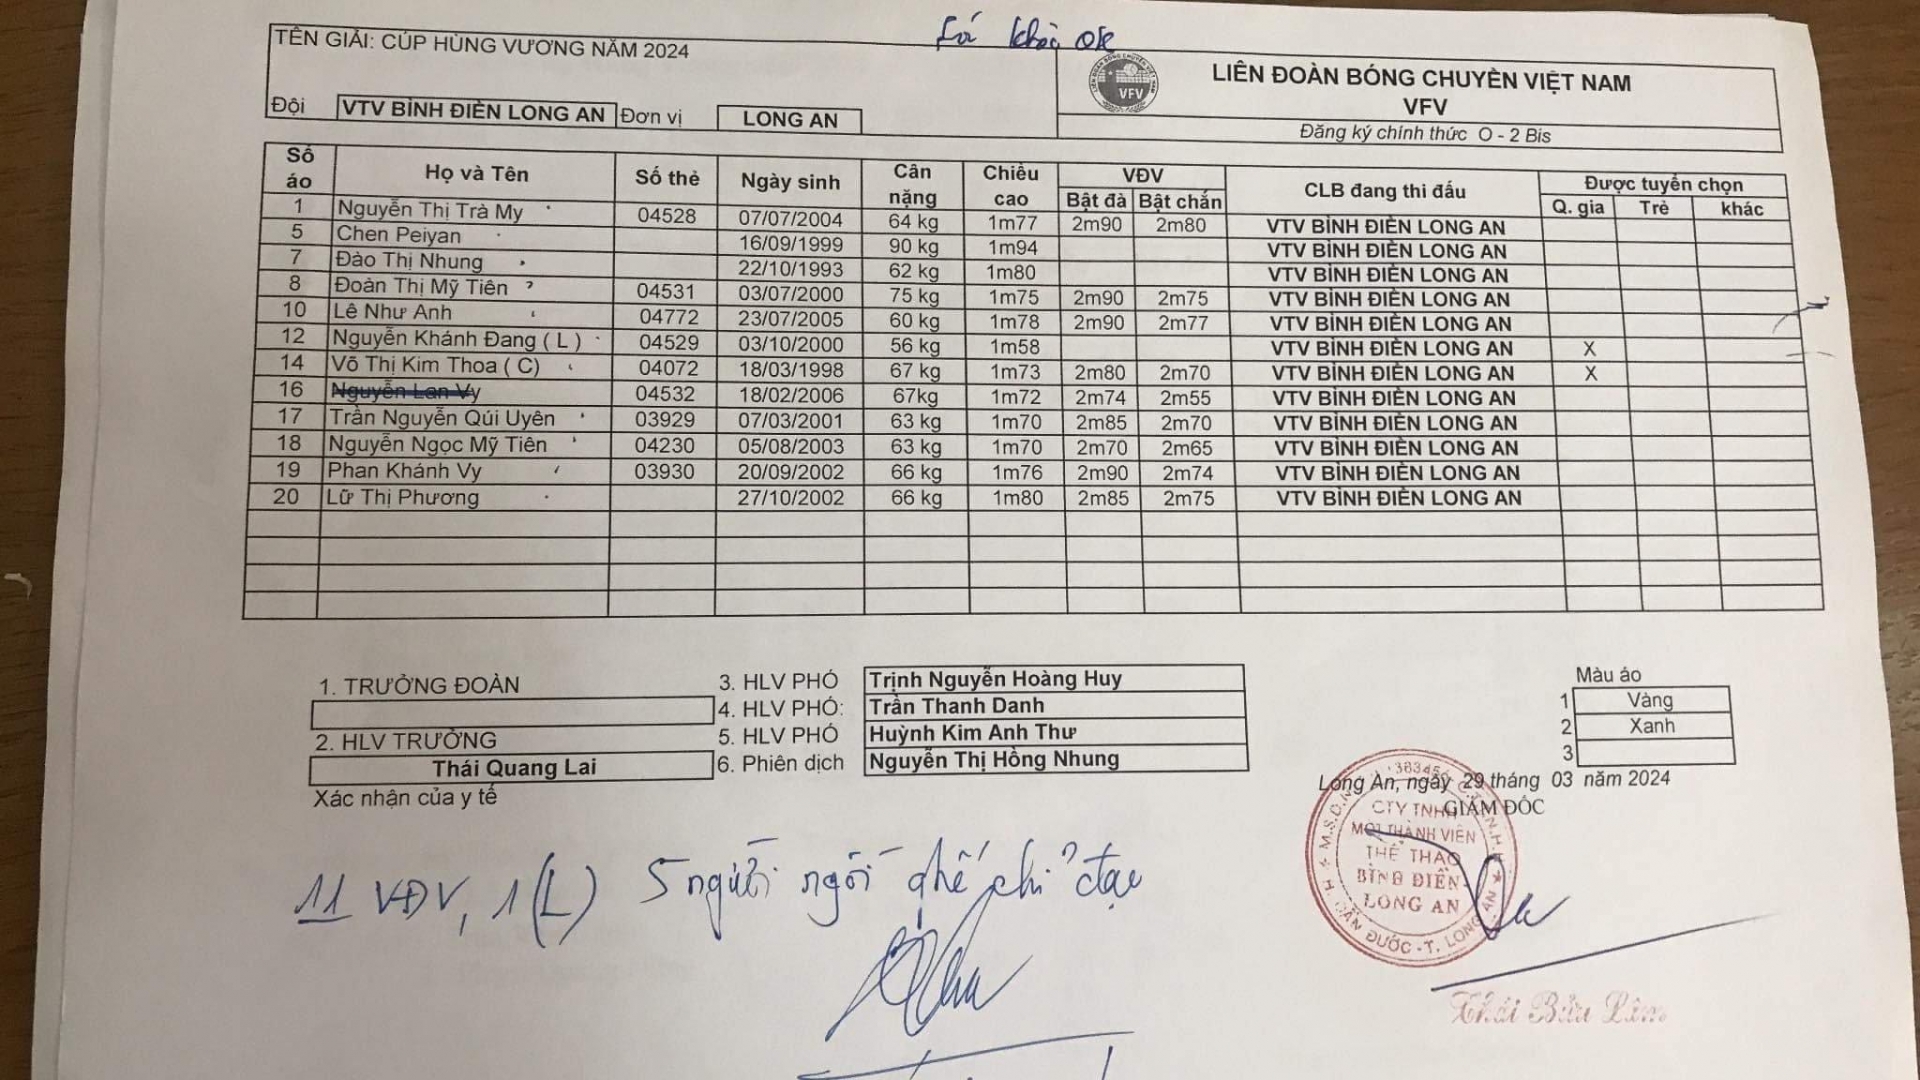 Sức khỏe OK
TÊN GIẢI: CÚP HÙNG VƯƠNG NĂM 2024
Đội VTV BÌNH ĐIỀN LONG AN Đơn vị LONG AN
VFV
LIÊN ĐOÀN BÓNG CHUYỀN VIỆT NAM
VFV
Đăng ký chính thức O - 2 Bis
Số áo Họ và Tên Số thẻ Ngày sinh Cân nặng Chiều cao VĐV Bật đà Bật chắn CLB đang thi đấu Được tuyển chọn Q. gia Trẻ khác
1 Nguyễn Thị Trà My 04528 07/07/2004 64 kg 1m77 2m90 2m80 VTV BÌNH ĐIỀN LONG AN
5 Chen Peiyan 16/09/1999 90 kg 1m94 VTV BÌNH ĐIỀN LONG AN
7 Đào Thị Nhung 22/10/1993 62 kg 1m80 VTV BÌNH ĐIỀN LONG AN
8 Đoàn Thị Mỹ Tiên 04531 03/07/2000 75 kg 1m75 2m90 2m75 VTV BÌNH ĐIỀN LONG AN
10 Lê Như Anh 04772 23/07/2005 60 kg 1m78 2m90 2m77 VTV BÌNH ĐIỀN LONG AN
12 Nguyễn Khánh Đang ( L ) 04529 03/10/2000 56 kg 1m58 VTV BÌNH ĐIỀN LONG AN X
14 Võ Thị Kim Thoa ( C) 04072 18/03/1998 67 kg 1m73 2m80 2m70 VTV BÌNH ĐIỀN LONG AN X
16 Nguyễn Lan Vy 04532 18/02/2006 67kg 1m72 2m74 2m55 VTV BÌNH ĐIỀN LONG AN
17 Trần Nguyễn Qúi Uyên 03929 07/03/2001 63 kg 1m70 2m85 2m70 VTV BÌNH ĐIỀN LONG AN
18 Nguyễn Ngọc Mỹ Tiên 04230 05/08/2003 63 kg 1m70 2m70 2m65 VTV BÌNH ĐIỀN LONG AN
19 Phan Khánh Vy 03930 20/09/2002 66 kg 1m76 2m90 2m74 VTV BÌNH ĐIỀN LONG AN
20 Lữ Thị Phương 27/10/2002 66 kg 1m80 2m85 2m75 VTV BÌNH ĐIỀN LONG AN
1. TRƯỞNG ĐOÀN
2. HLV TRƯỞNG
Thái Quang Lai
Xác nhận của y tế
3. HLV PHÓ Trịnh Nguyễn Hoàng Huy
4. HLV PHÓ: Trần Thanh Danh
5. HLV PHÓ Huỳnh Kim Anh Thư
6. Phiên dịch Nguyễn Thị Hồng Nhung
Màu áo
1 Vàng
2 Xanh
3
Long An, ngày 29 tháng 03 năm 2024
GIÁM ĐỐC
CTY TNHH
MỘT THÀNH VIÊN
THỂ THAO
BÌNH ĐIỀN
LONG AN
Thái Bửu Lâm
11 VĐV, 1 (L) 5 người ngồi ghế chỉ đạo